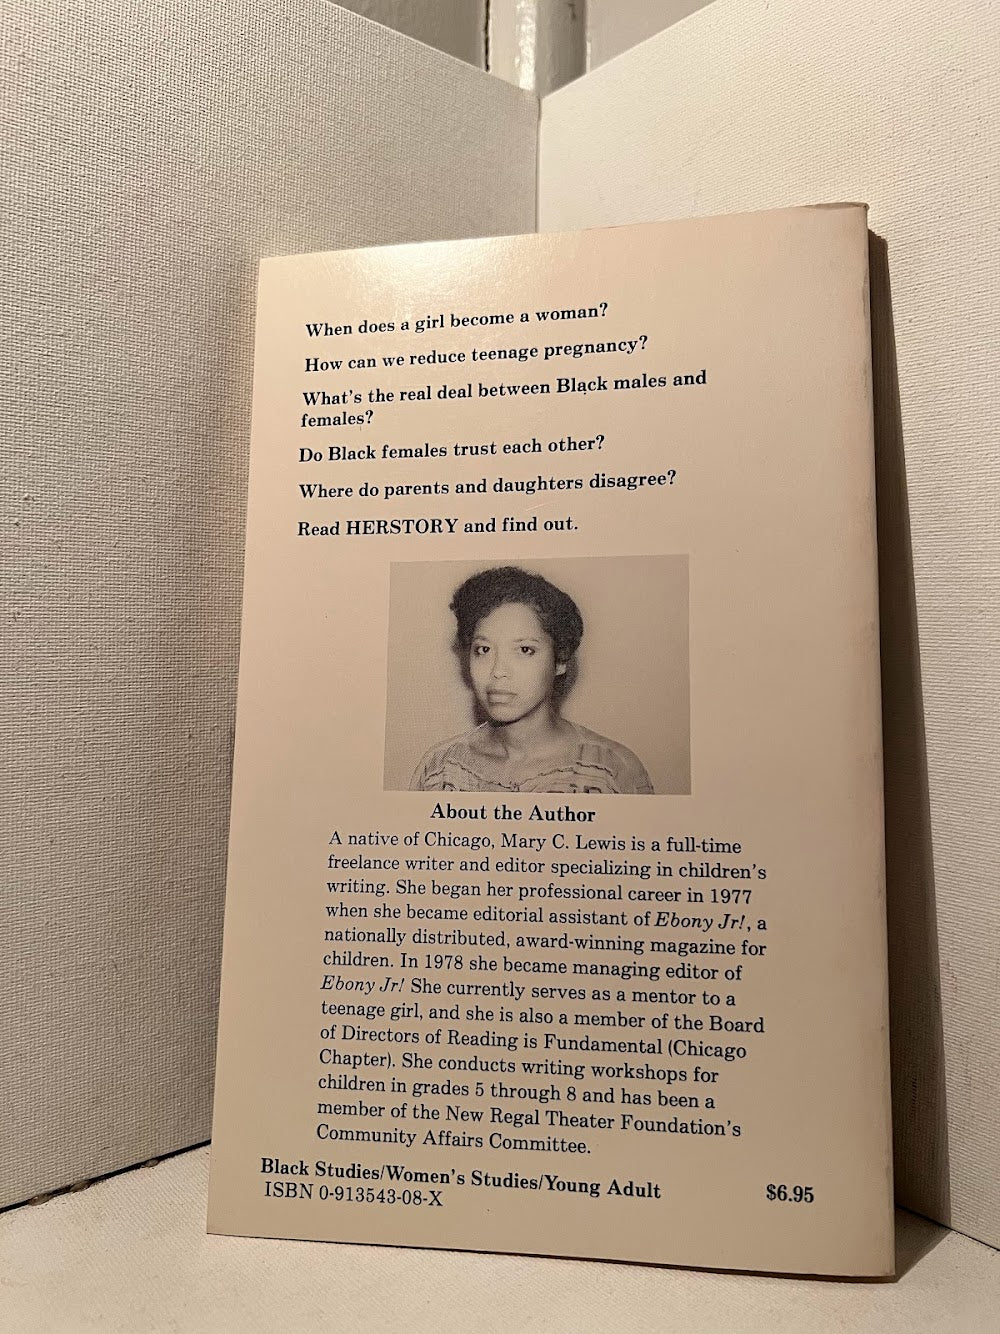 When does a girl become a woman?
How can we reduce teenage pregnancy?
What's the real deal between Black males and
females?
Do Black females trust each other?
Where do parents and daughters disagree?
Read HERSTORY and find out.
About the Author
A native of Chicago, Mary C. Lewis is a full-time
freelance writer and editor specializing in children's
writing. She began her professional career in 1977
when she became editorial assistant of Ebony Jr!, a
nationally distributed, award-winning magazine for
children. In 1978 she became managing editor of
Ebony Jr! She currently serves as a mentor to a
teenage girl, and she is also a member of the Board
of Directors of Reading is Fundamental (Chicago
Chapter). She conducts writing workshops for
children in grades 5 through 8 and has been a
member of the New Regal Theater Foundation's
Community Affairs Committee.
Black Studies/Women's Studies/Young Adult
ISBN 0-913543-08-X
$6.95